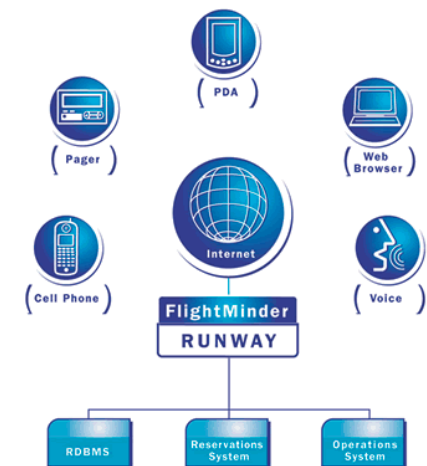 ( PDA )
( Pager )
( Web
Browser )
Internet
( Cell Phone )
( Voice )
FlightMinder
RUNWAY
RDBMS
Reservations
System
Operations
System